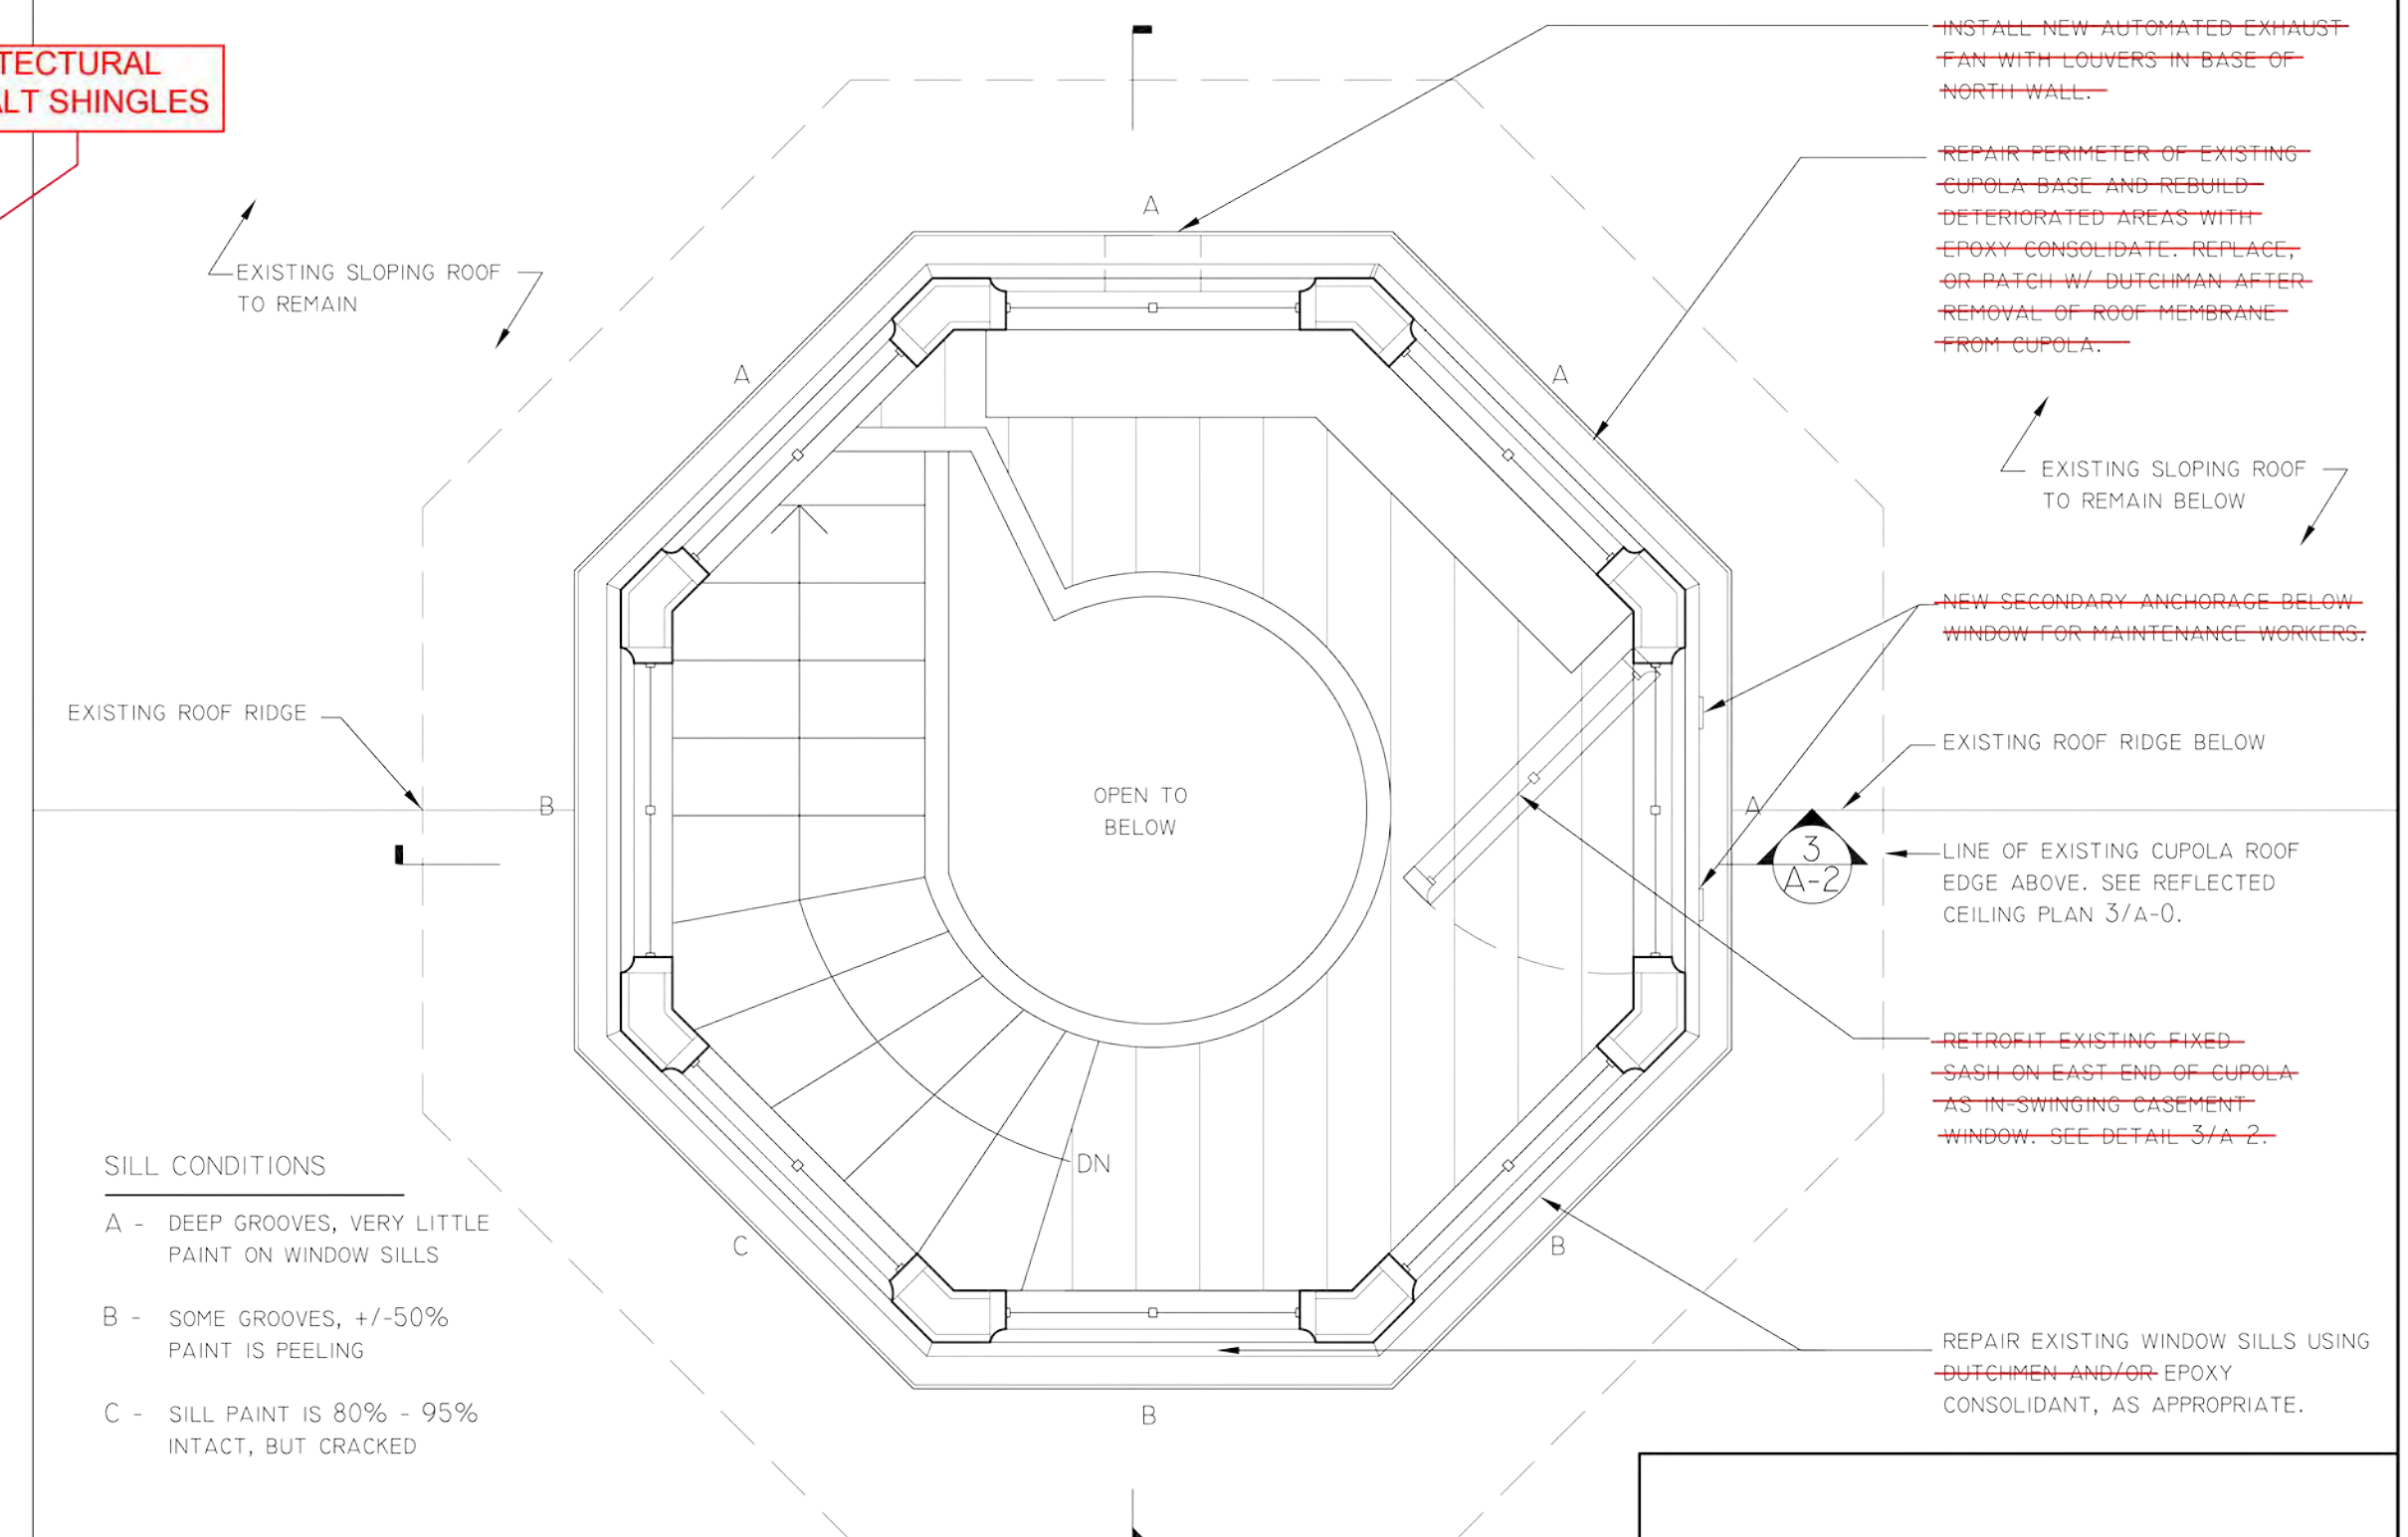 TECTURAL
ALT SHINGLES
INSTALL NEW AUTOMATED EXHAUST
FAN WITH LOUVERS IN BASE OF
NORTH WALL.
REPAIR PERIMETER OF EXISTING
CUPOLA BASE AND REBUILD
DETERIORATED AREAS WITH
EPOXY CONSOLIDATE. REPLACE,
OR PATCH W/ DUTCHMAN AFTER
REMOVAL OF ROOF MEMBRANE
FROM CUPOLA.
A
EXISTING SLOPING ROOF
TO REMAIN
A
A
EXISTING SLOPING ROOF
TO REMAIN BELOW
NEW SECONDARY ANCHORAGE BELOW
WINDOW FOR MAINTENANCE WORKERS.
EXISTING ROOF RIDGE
EXISTING ROOF RIDGE BELOW
B
OPEN TO
BELOW
A
3
A-2
LINE OF EXISTING CUPOLA ROOF
EDGE ABOVE. SEE REFLECTED
CEILING PLAN 3/A-0.
RETROFIT EXISTING FIXED
SASH ON EAST END OF CUPOLA
AS IN-SWINGING CASEMENT
WINDOW. SEE DETAIL 3/A-2.
DN
SILL CONDITIONS
A - DEEP GROOVES, VERY LITTLE
PAINT ON WINDOW SILLS
B - SOME GROOVES, +/-50%
PAINT IS PEELING
C - SILL PAINT IS 80% - 95%
INTACT, BUT CRACKED
C
B
B
REPAIR EXISTING WINDOW SILLS USING
DUTCHMEN AND/OR EPOXY
CONSOLIDANT, AS APPROPRIATE.